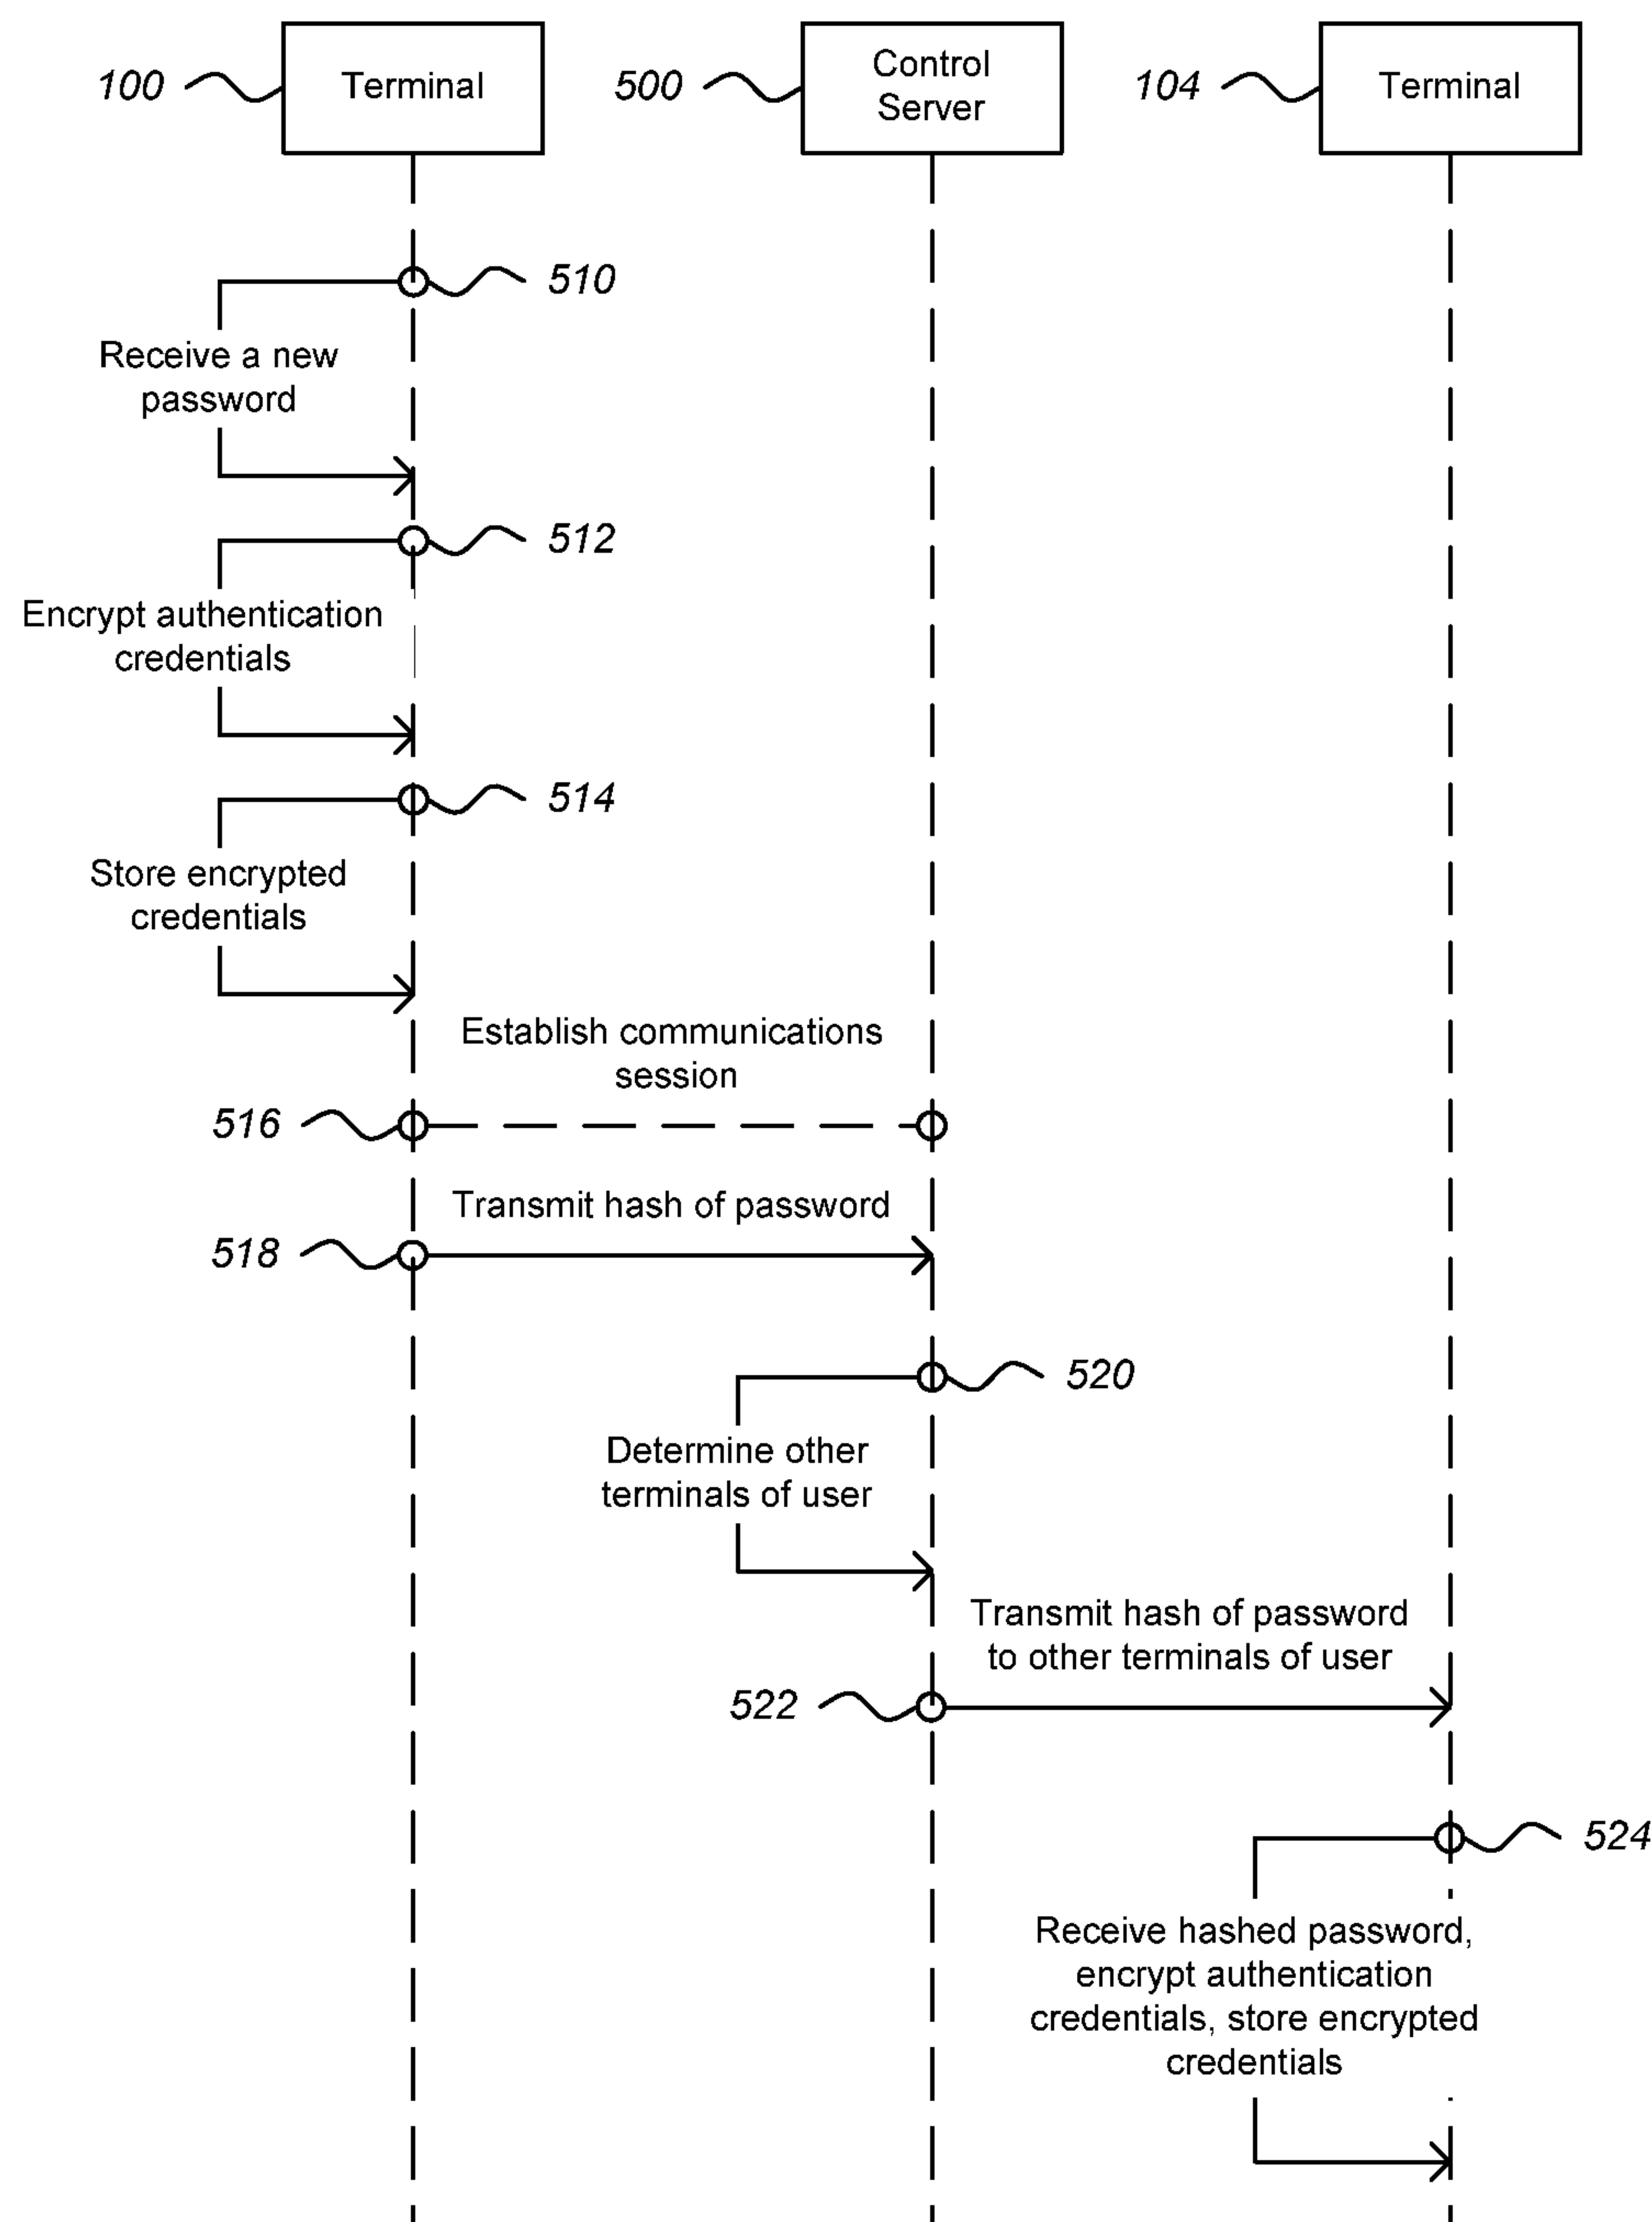 100
Terminal
500
Control
Server
104
Terminal
510
Receive a new
password
512
Encrypt authentication
credentials
514
Store encrypted
credentials
Establish communications
session
516
Transmit hash of password
518
520
Determine other
terminals of user
Transmit hash of password
to other terminals of user
522
524
Receive hashed password,
encrypt authentication
credentials, store encrypted
credentials